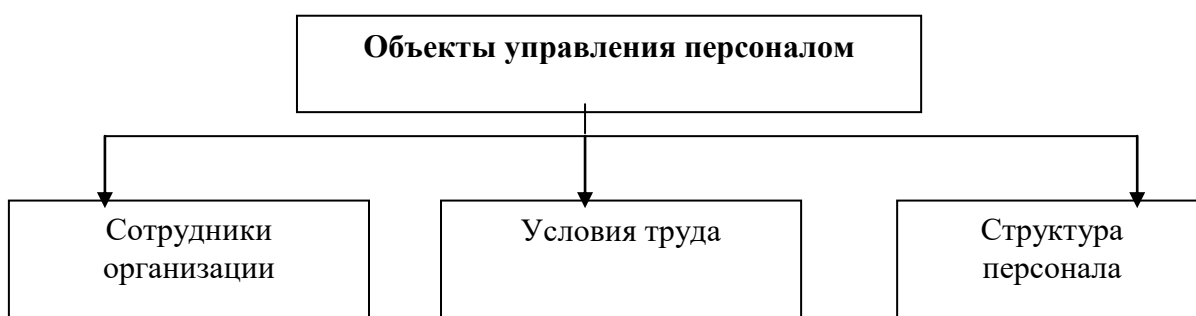 Объекты управления персоналом
Сотрудники
организации
Условия труда
Структура
персонала